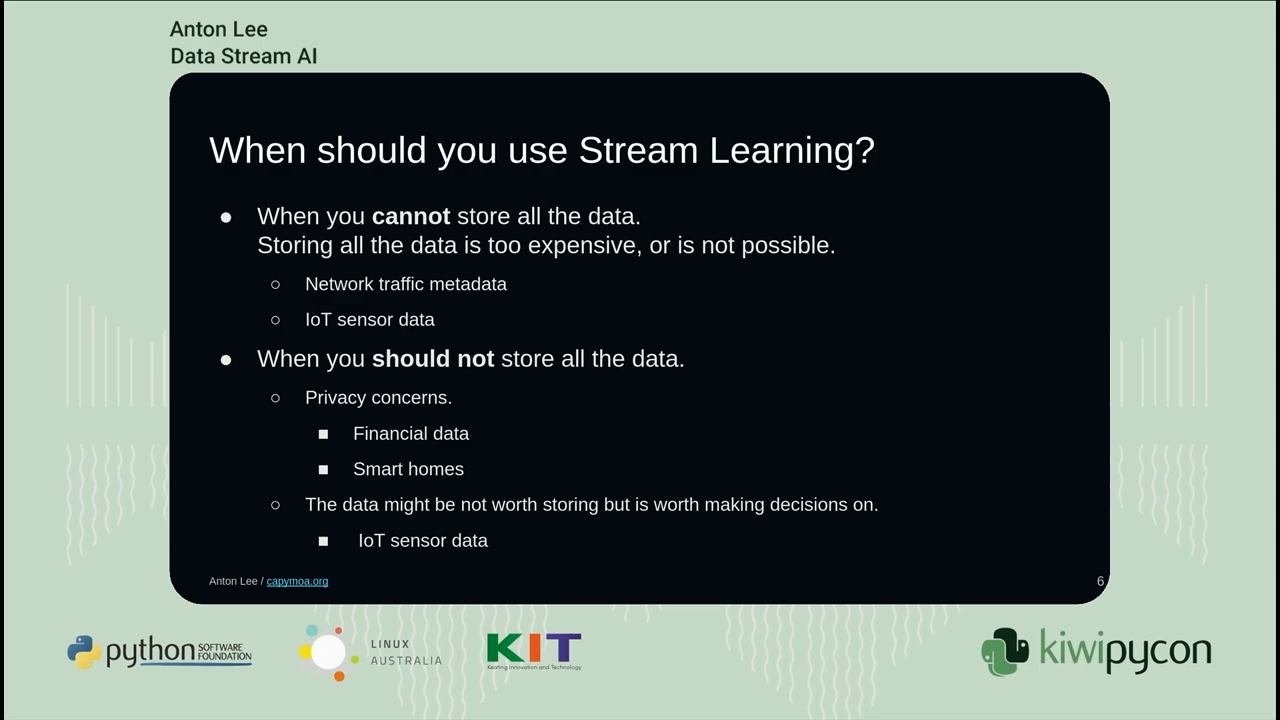 Anton Lee
Data Stream AI
When should you use Stream Learning?
● When you cannot store all the data.
Storing all the data is too expensive, or is not possible.
○ Network traffic metadata
○ IoT sensor data
● When you should not store all the data.
○ Privacy concerns.
■ Financial data
■ Smart homes
○ The data might be not worth storing but is worth making decisions on.
■ IoT sensor data
Anton Lee / capymoa.org
6
python SOFTWARE FOUNDATION
LINUX AUSTRALIA
KIT
Keating Innovation and Technology
kiwipycon